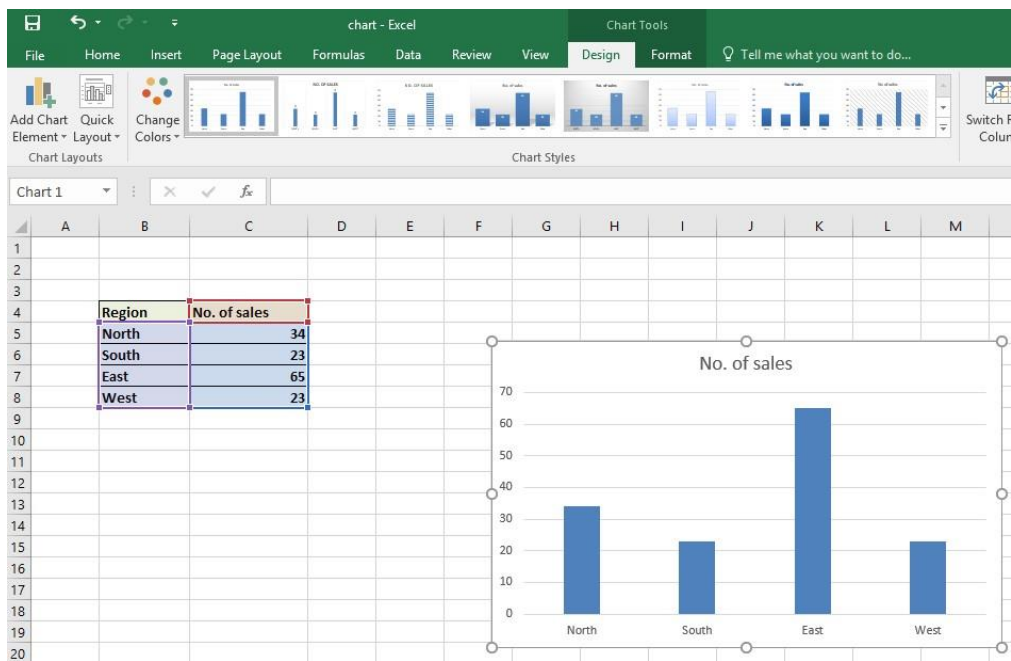 chart - Excel
Chart Tools
File Home Insert Page Layout Formulas Data Review View Design Format Tell me what you want to do...
Add Chart Element
Quick Layout
Change Colors
Switch
Chart Layouts
Chart Styles
Chart 1
fx
A B C D E F G H I J K L M
1
2
3
4 Region No. of sales
5 North 34
6 South 23
7 East 65
8 West 23
9
10
11
12
13
14
15
16
17
18
19
20
No. of sales
70
60
50
40
30
20
10
0
North South East West